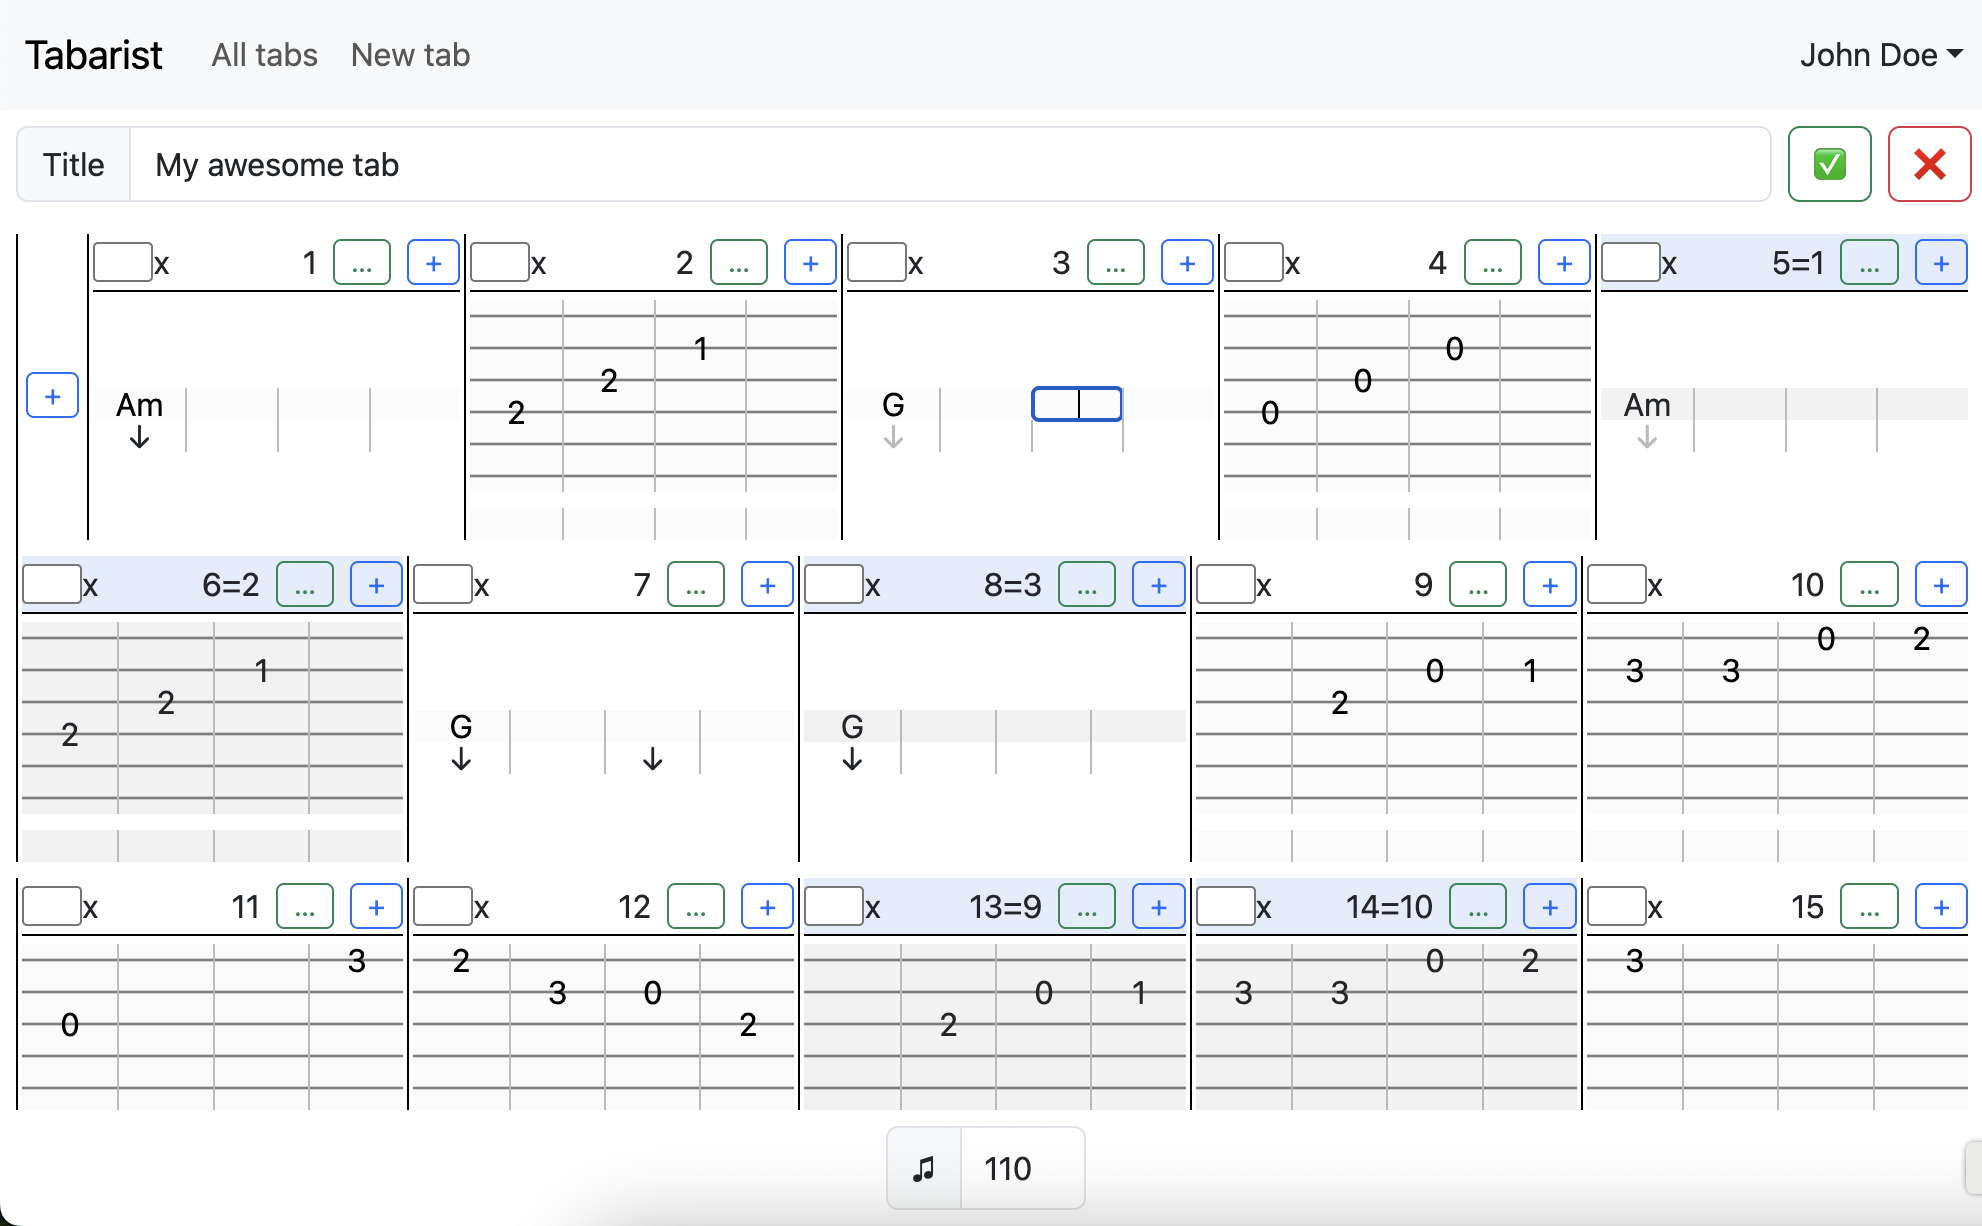 Tabarist All tabs New tab John Doe
Title My awesome tab
x 1 ... + x 2 ... + x 3 ... + x 4 ... + x 5=1 ... +
1 0
2 0
+ Am 2 G 0 Am
x 6=2 ... + x 7 ... + x 8=3 ... + x 9 ... + x 10 ... +
0 2
1 0 1 3 3
2 2
2 G G
x 11 ... + x 12 ... + x 13=9 ... + x 14=10 ... + x 15 ... +
3 2 0 2 3
3 0 0 1 3 3
0 2 2
110